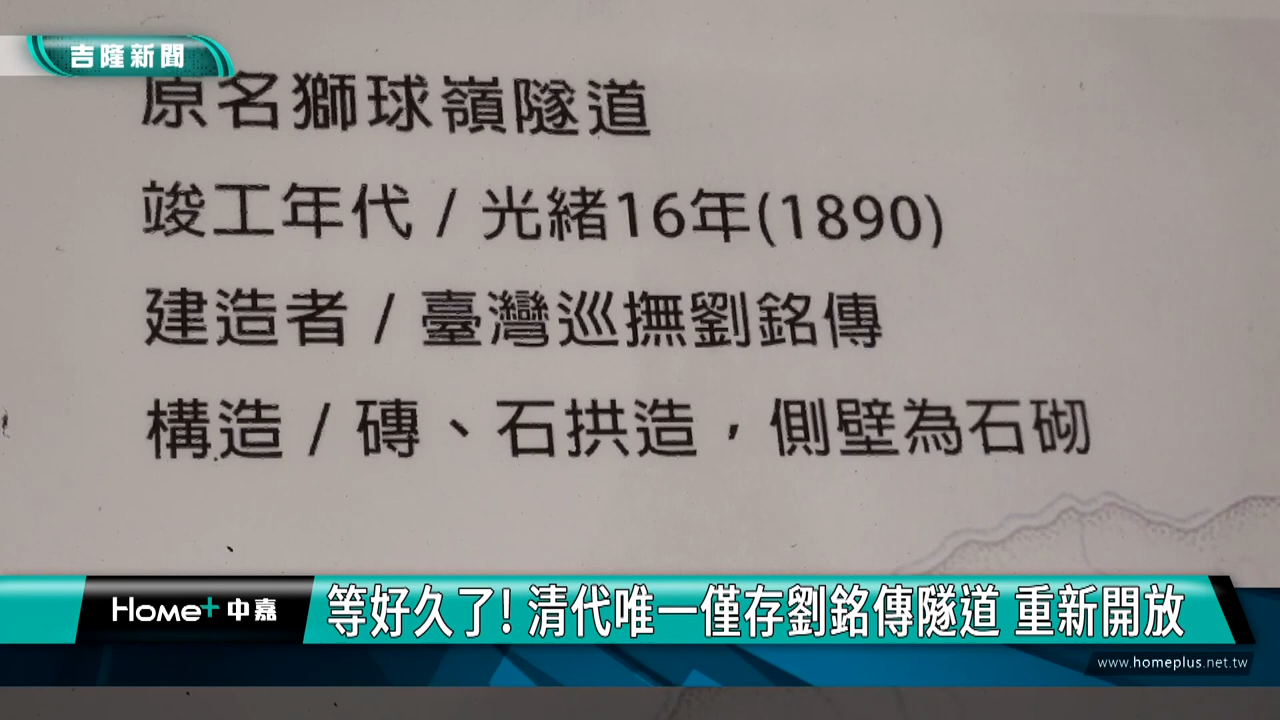 吉隆新聞
原名獅球嶺隧道
竣工年代 / 光緒16年(1890)
建造者 / 臺灣巡撫劉銘傳
構造 / 磚、石拱造，側壁為石砌
Home+中嘉
等好久了! 清代唯一僅存劉銘傳隧道 重新開放
www.homeplus.net.tw